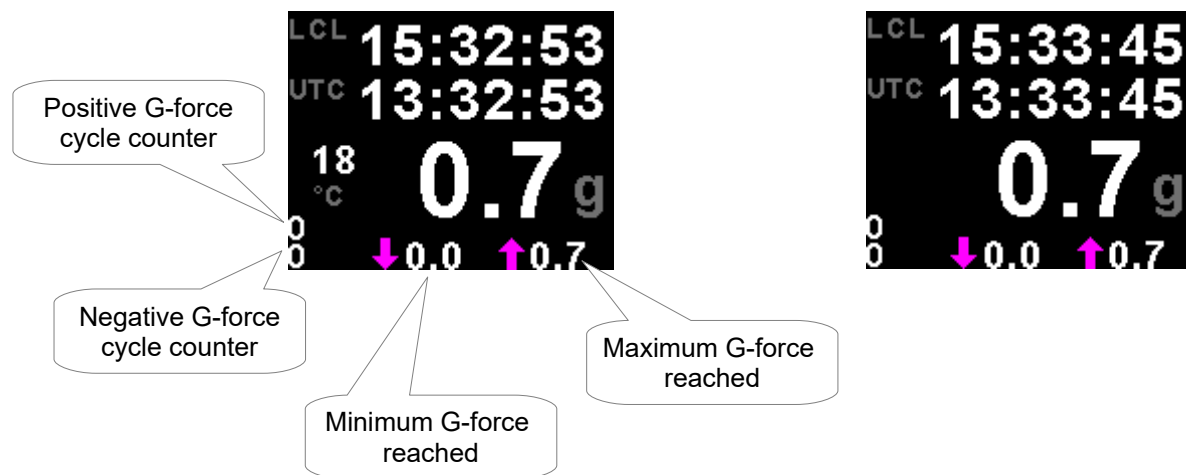 LCL 15:32:53
UTC 13:32:53
18
°C
0.7 g
0
0
0.0 0.7
LCL 15:33:45
UTC 13:33:45
0.7 g
0
0
0.0 0.7
Positive G-force
cycle counter
Negative G-force
cycle counter
Minimum G-force
reached
Maximum G-force
reached